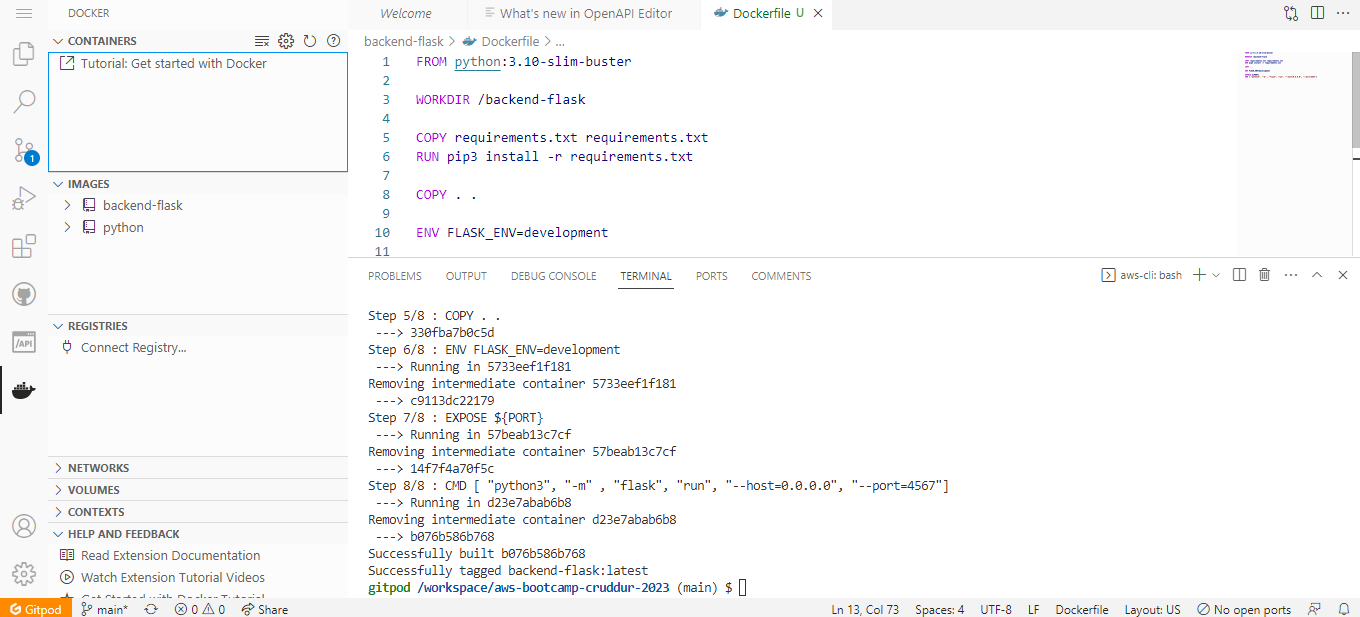 DOCKER
CONTAINERS
Tutorial: Get started with Docker
IMAGES
backend-flask
python
REGISTRIES
Connect Registry...
NETWORKS
VOLUMES
CONTEXTS
HELP AND FEEDBACK
Read Extension Documentation
Watch Extension Tutorial Videos
Get Started with Docker Tutorial
1
/API
Welcome
What's new in OpenAPI Editor
Dockerfile U
backend-flask > Dockerfile > ...
1 FROM python:3.10-slim-buster
2
3 WORKDIR /backend-flask
4
5 COPY requirements.txt requirements.txt
6 RUN pip3 install -r requirements.txt
7
8 COPY . .
9
10 ENV FLASK_ENV=development
11
PROBLEMS OUTPUT DEBUG CONSOLE TERMINAL PORTS COMMENTS
aws-cli: bash
Step 5/8 : COPY . .
---> 330fba7b0c5d
Step 6/8 : ENV FLASK_ENV=development
---> Running in 5733eef1f181
Removing intermediate container 5733eef1f181
---> c9113dc22179
Step 7/8 : EXPOSE ${PORT}
---> Running in 57beab13c7cf
Removing intermediate container 57beab13c7cf
---> 14f7f4a70f5c
Step 8/8 : CMD [ "python3", "-m" , "flask", "run", "--host=0.0.0.0", "--port=4567"]
---> Running in d23e7abab6b8
Removing intermediate container d23e7abab6b8
---> b076b586b768
Successfully built b076b586b768
Successfully tagged backend-flask:latest
gitpod /workspace/aws-bootcamp-cruddur-2023 (main) $
Gitpod main* 0 0 Share Ln 13, Col 73 Spaces: 4 UTF-8 LF Dockerfile Layout: US No open ports